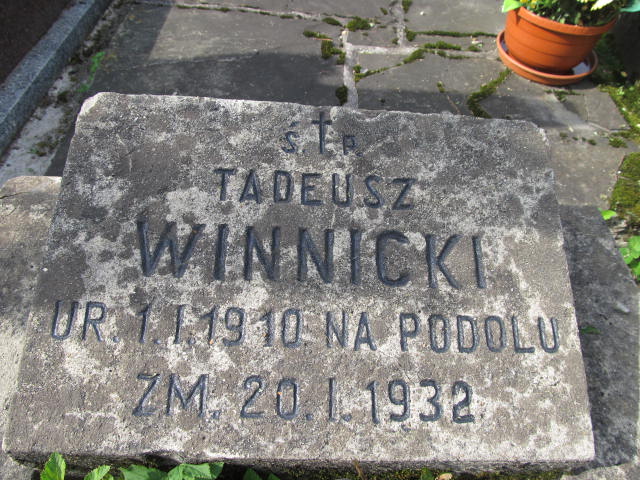 Ś.†P.
TADEUSZ
WINNICKI
UR. 1.I.1910 NA PODOLU
ZM. 20.I.1932